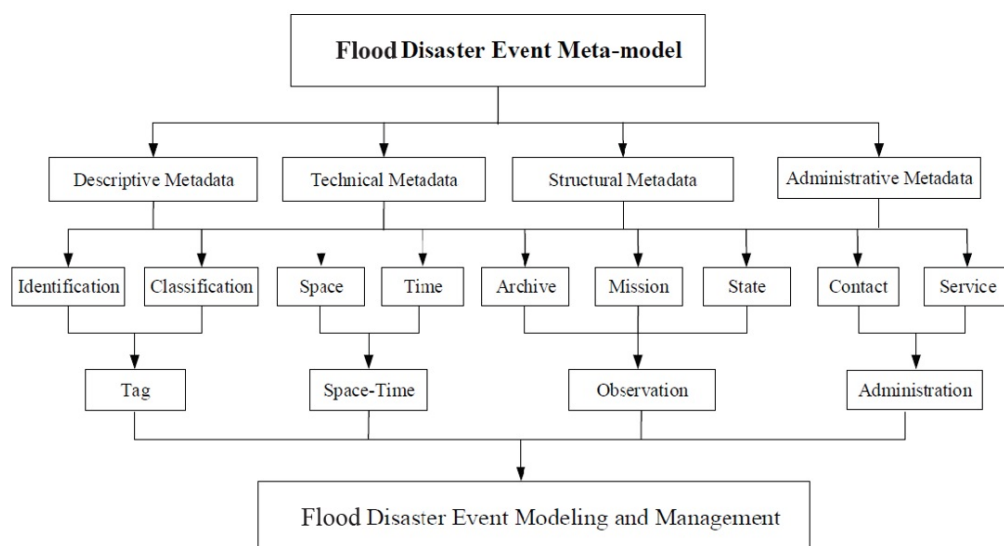 Flood Disaster Event Meta-model
Descriptive Metadata
Technical Metadata
Structural Metadata
Administrative Metadata
Identification
Classification
Space
Time
Archive
Mission
State
Contact
Service
Tag
Space-Time
Observation
Administration
Flood Disaster Event Modeling and Management